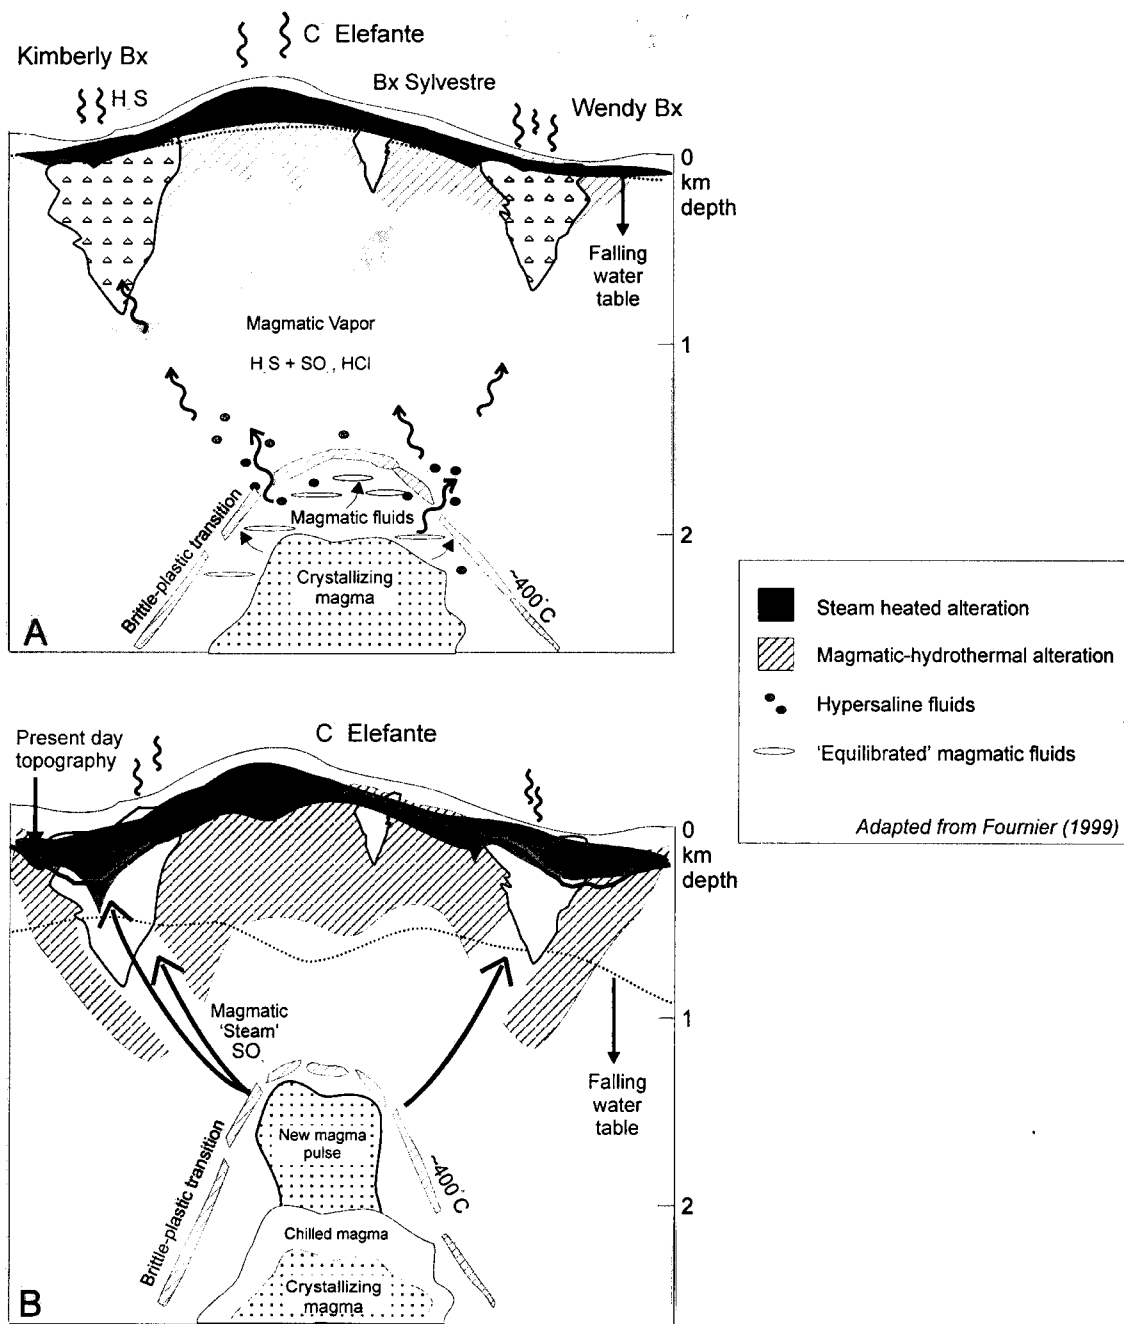 C Elefante
Kimberly Bx
H S
Bx Sylvestre
Wendy Bx
0
km
depth
Falling
water
table
Magmatic Vapor
H S + SO , HCl
1
Magmatic fluids
Brittle-plastic transition
2
Crystallizing
magma
~400°C
A
Steam heated alteration
Magmatic-hydrothermal alteration
Hypersaline fluids
'Equilibrated' magmatic fluids
Adapted from Fournier (1999)
C Elefante
Present day
topography
0
km
depth
Magmatic
'Steam'
SO
1
Falling
water
table
New magma
pulse
Brittle-plastic transition
~400°C
2
Chilled magma
Crystallizing
magma
B